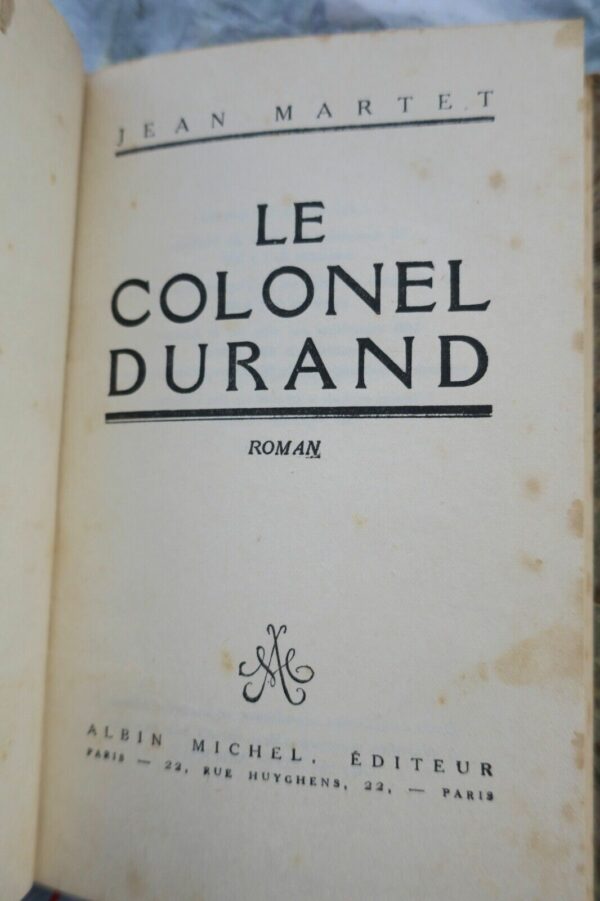 JEAN MARTET
LE
COLONEL
DURAND
ROMAN
ALBIN MICHEL, ÉDITEUR
PARIS — 22, RUE HUYGHENS, 22, — PARIS